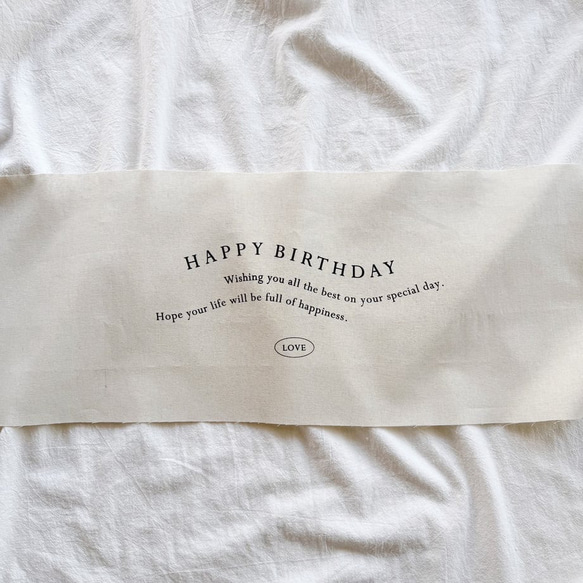 HAPPY BIRTHDAY
Wishing you all the best on your special day.
Hope your life will be full of happiness.
LOVE